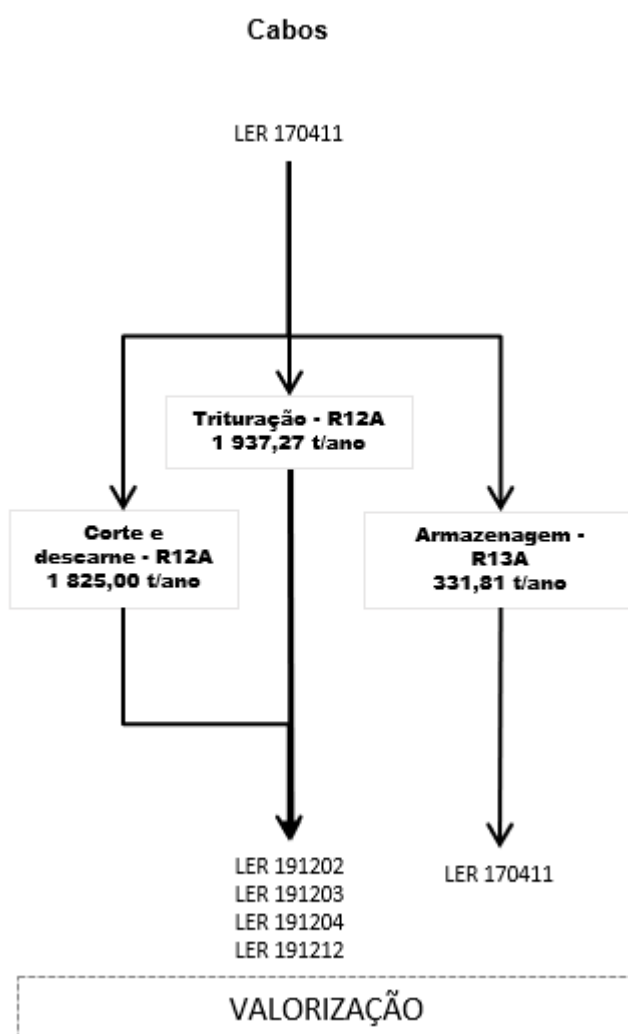 Cabos
LER 170411
Trituração - R12A
1 937,27 t/ano
Corte e
descarne - R12A
1 825,00 t/ano
Armazenagem -
R13A
331,81 t/ano
LER 191202
LER 191203
LER 191204
LER 191212
LER 170411
VALORIZAÇÃO